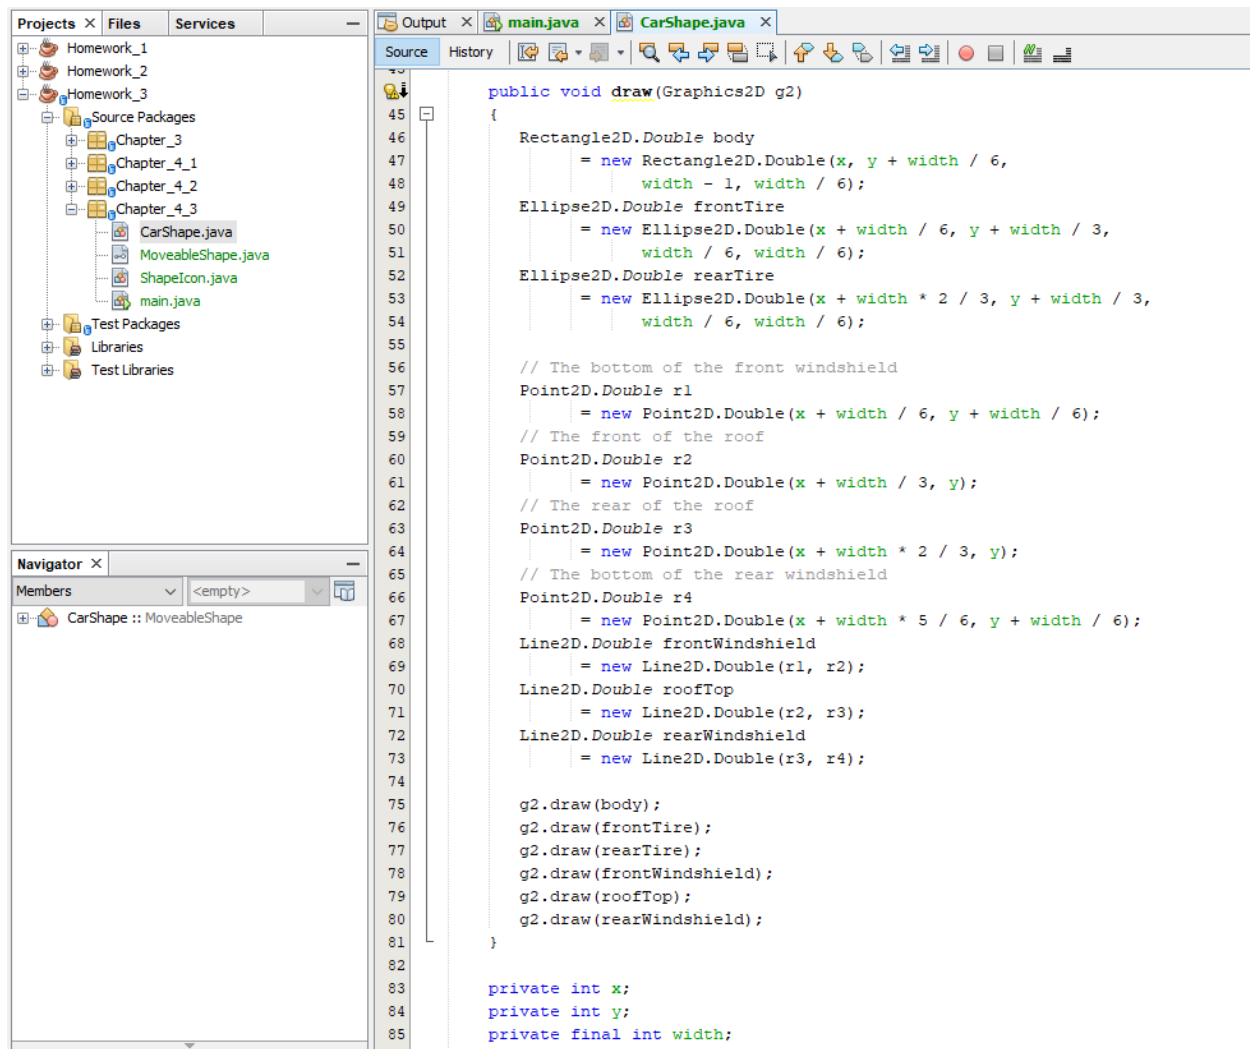 Projects Files Services
Homework_1
Homework_2
Homework_3
Source Packages
Chapter_3
Chapter_4_1
Chapter_4_2
Chapter_4_3
CarShape.java
MoveableShape.java
ShapeIcon.java
main.java
Test Packages
Libraries
Test Libraries
Navigator
Members <empty>
CarShape :: MoveableShape
Output main.java CarShape.java
Source History
43
public void draw(Graphics2D g2)
45 {
46 Rectangle2D.Double body
47 = new Rectangle2D.Double(x, y + width / 6,
48 width - 1, width / 6);
49 Ellipse2D.Double frontTire
50 = new Ellipse2D.Double(x + width / 6, y + width / 3,
51 width / 6, width / 6);
52 Ellipse2D.Double rearTire
53 = new Ellipse2D.Double(x + width * 2 / 3, y + width / 3,
54 width / 6, width / 6);
55
56 // The bottom of the front windshield
57 Point2D.Double r1
58 = new Point2D.Double(x + width / 6, y + width / 6);
59 // The front of the roof
60 Point2D.Double r2
61 = new Point2D.Double(x + width / 3, y);
62 // The rear of the roof
63 Point2D.Double r3
64 = new Point2D.Double(x + width * 2 / 3, y);
65 // The bottom of the rear windshield
66 Point2D.Double r4
67 = new Point2D.Double(x + width * 5 / 6, y + width / 6);
68 Line2D.Double frontWindshield
69 = new Line2D.Double(r1, r2);
70 Line2D.Double roofTop
71 = new Line2D.Double(r2, r3);
72 Line2D.Double rearWindshield
73 = new Line2D.Double(r3, r4);
74
75 g2.draw(body);
76 g2.draw(frontTire);
77 g2.draw(rearTire);
78 g2.draw(frontWindshield);
79 g2.draw(roofTop);
80 g2.draw(rearWindshield);
81 }
82
83 private int x;
84 private int y;
85 private final int width;